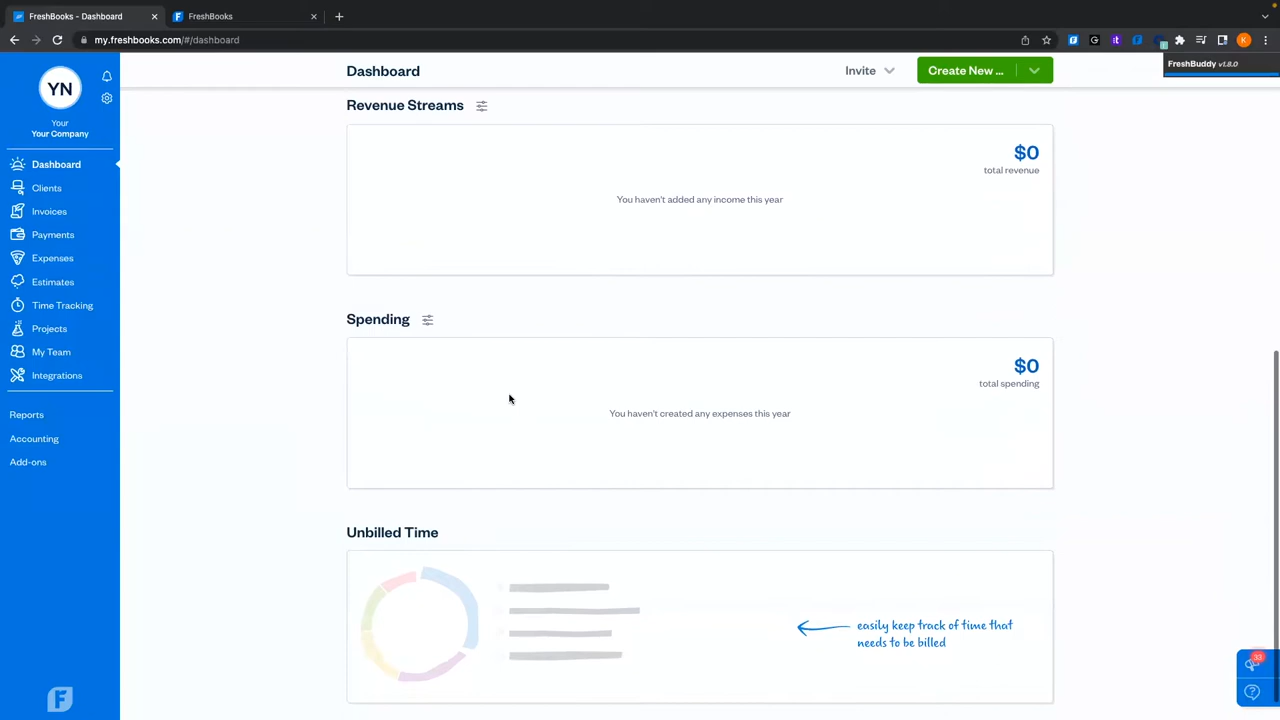 FreshBooks - Dashboard
FreshBooks
my.freshbooks.com/#/dashboard
K
FreshBuddy v1.8.0
YN
Your
Your Company
Dashboard
Clients
Invoices
Payments
Expenses
Estimates
Time Tracking
Projects
My Team
Integrations
Reports
Accounting
Add-ons
F
Dashboard
Invite
Create New ...
Revenue Streams
$0
total revenue
You haven't added any income this year
Spending
$0
total spending
You haven't created any expenses this year
Unbilled Time
easily keep track of time that
needs to be billed
33